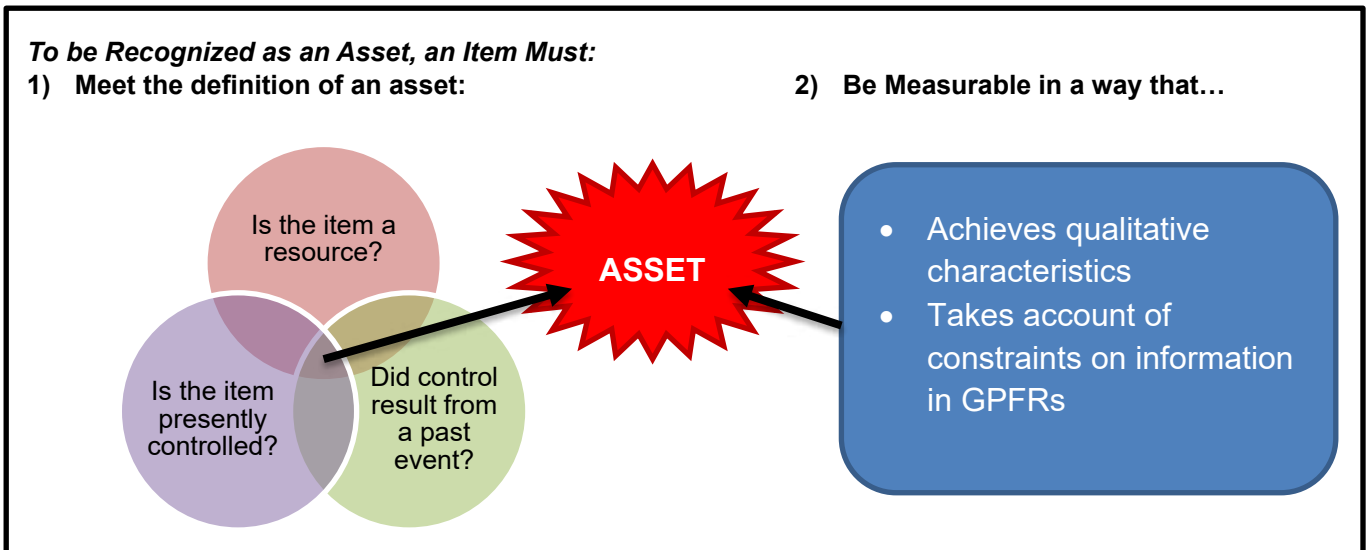 To be Recognized as an Asset, an Item Must:
1) Meet the definition of an asset:
2) Be Measurable in a way that…
Is the item a
resource?
Is the item
presently
controlled?
Did control
result from
a past
event?
ASSET
• Achieves qualitative
characteristics
• Takes account of
constraints on information
in GPFRs